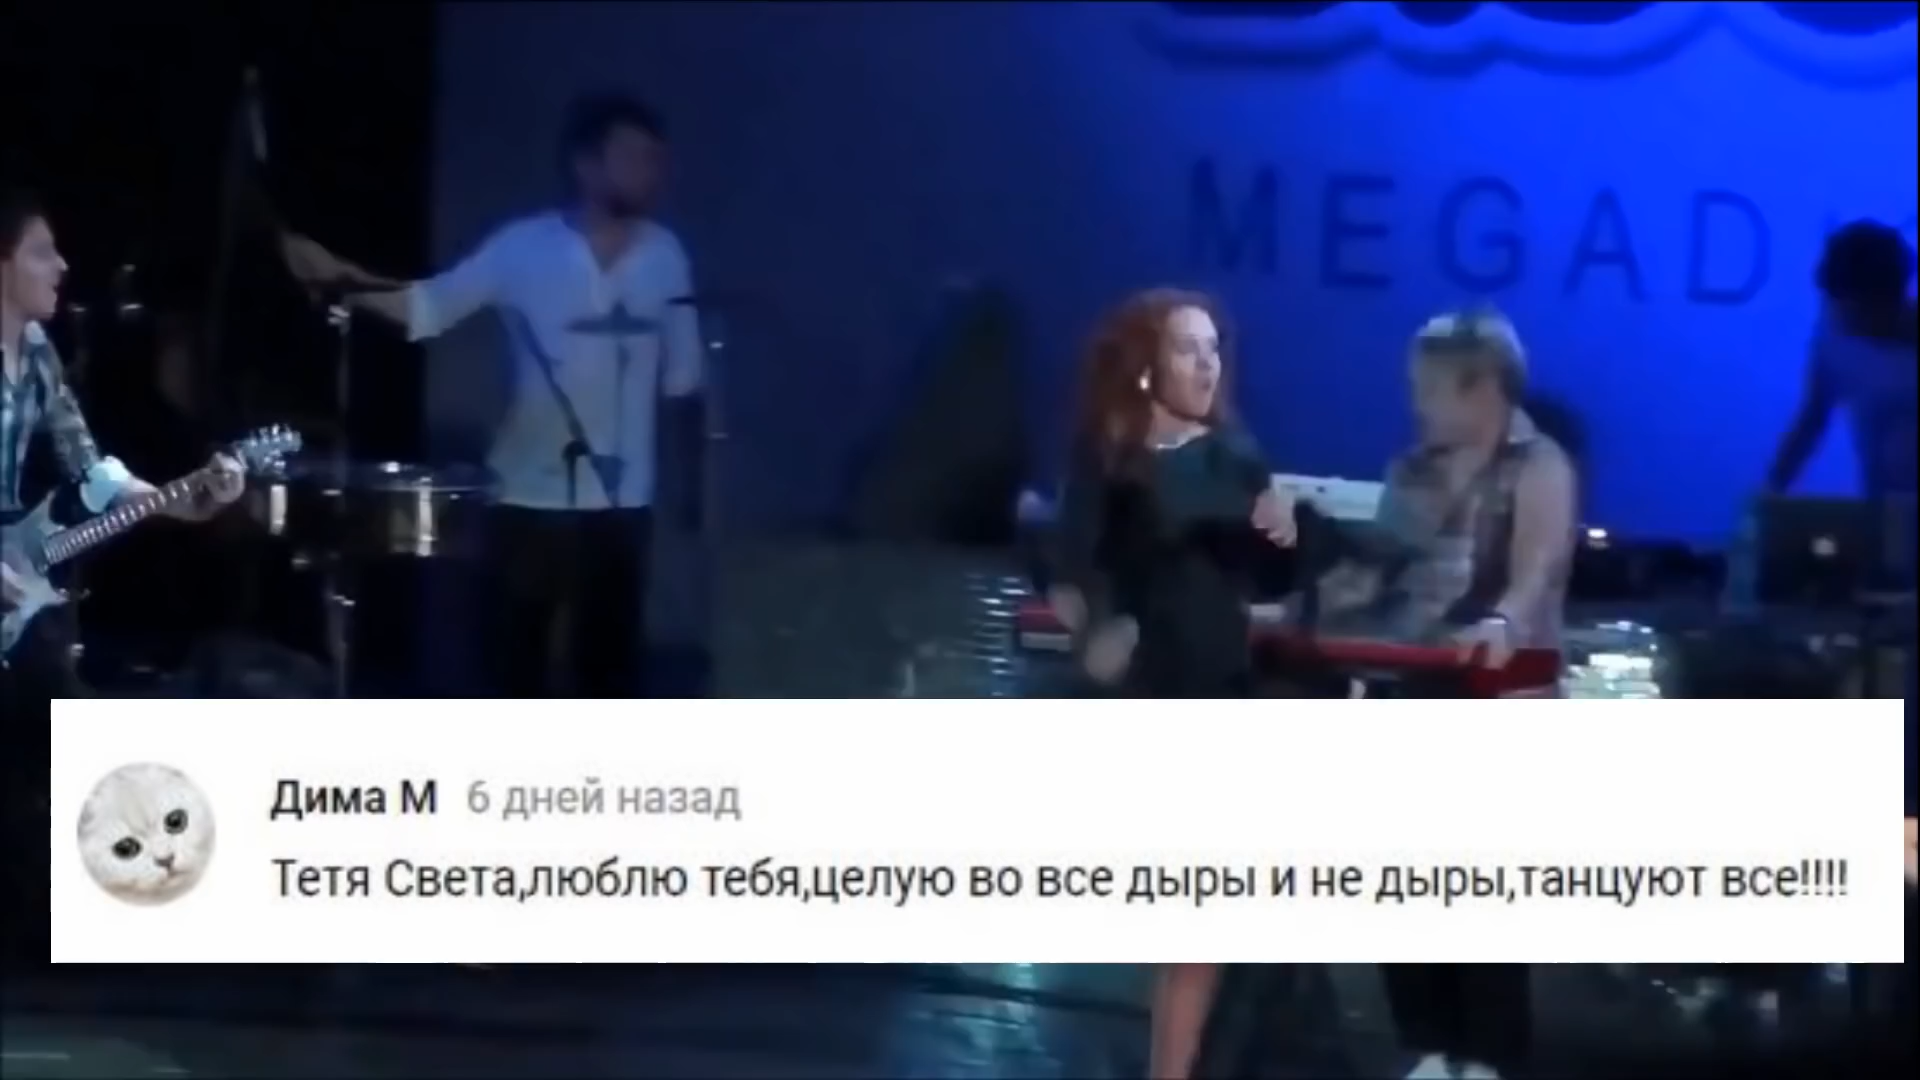 MEGAD
Дима М 6 дней назад
Тетя Света,люблю тебя,целую во все дыры и не дыры,танцуют все!!!!